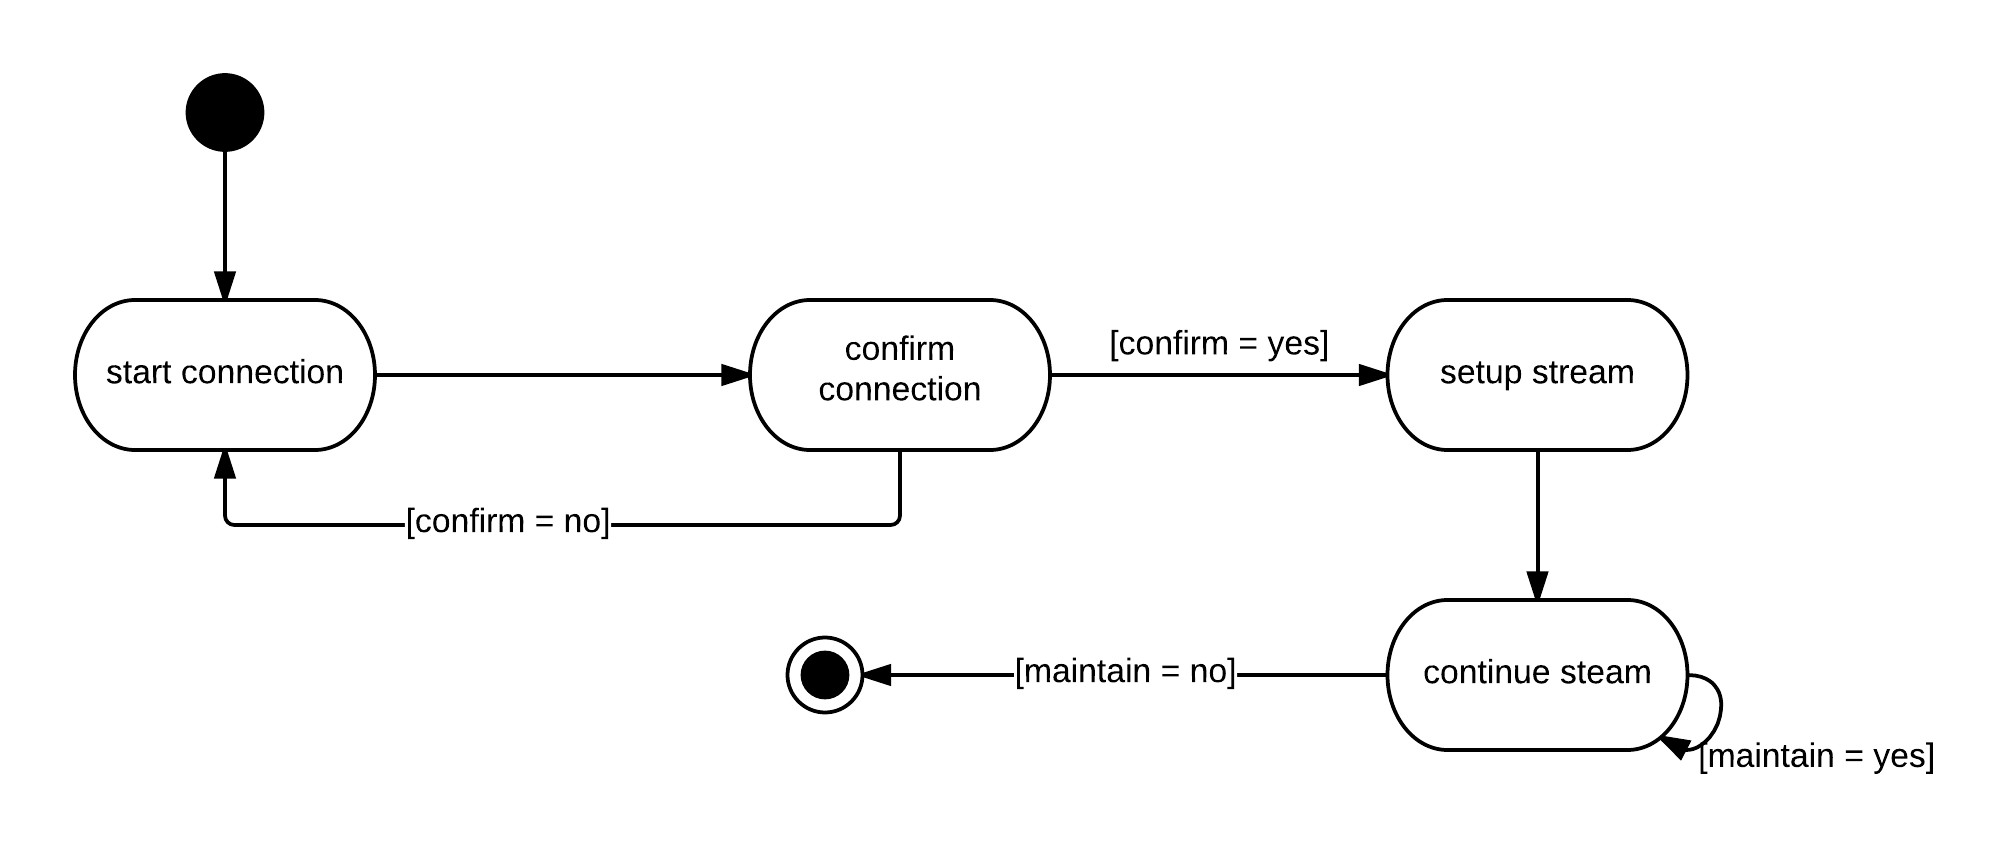 start connection
confirm
connection
[confirm = yes]
setup stream
[confirm = no]
[maintain = no]
continue steam
[maintain = yes]